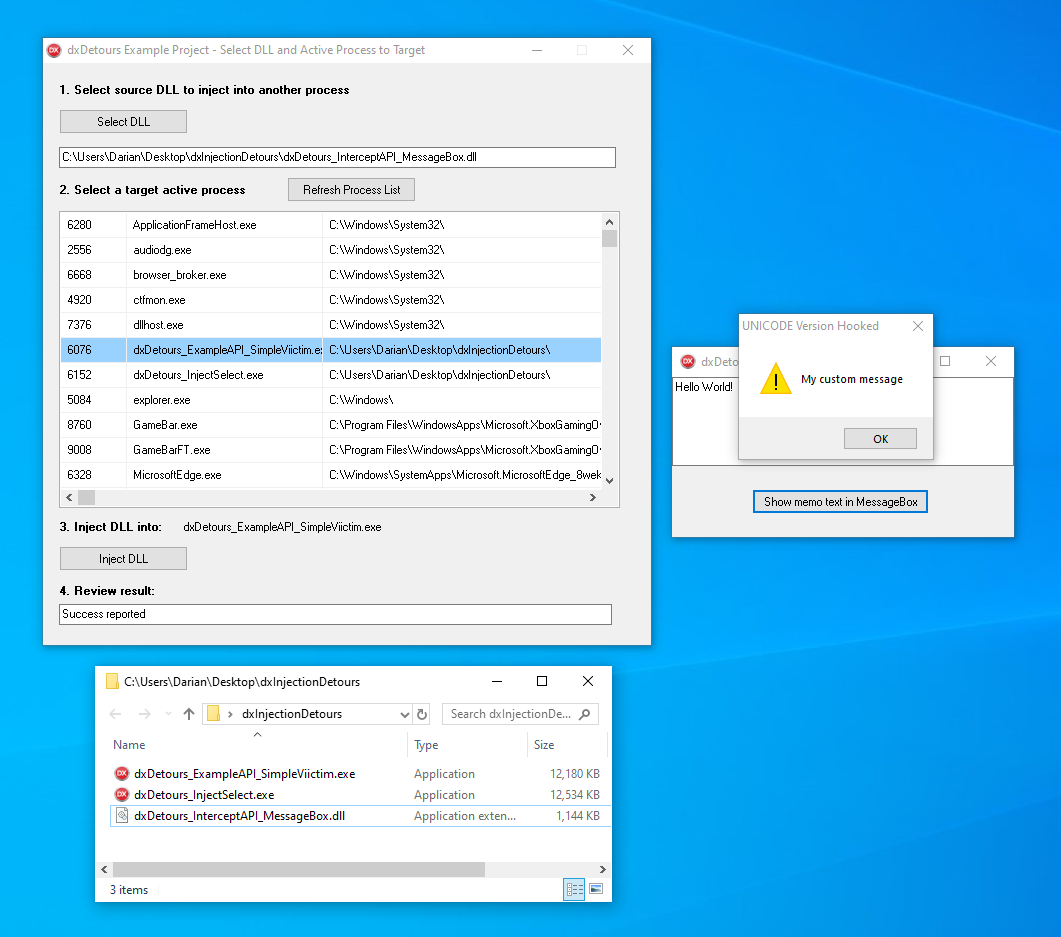 dxDetours Example Project - Select DLL and Active Process to Target
1. Select source DLL to inject into another process
Select DLL
C:\Users\Darian\Desktop\dxInjectionDetours\dxDetours_InterceptAPI_MessageBox.dll
2. Select a target active process
Refresh Process List
6280 ApplicationFrameHost.exe C:\Windows\System32\
2556 audiodg.exe C:\Windows\System32\
6668 browser_broker.exe C:\Windows\System32\
4920 ctfmon.exe C:\Windows\System32\
7376 dllhost.exe C:\Windows\System32\
6076 dxDetours_ExampleAPI_SimpleViictim.ex C:\Users\Darian\Desktop\dxInjectionDetours\
6152 dxDetours_InjectSelect.exe C:\Users\Darian\Desktop\dxInjectionDetours\
5084 explorer.exe C:\Windows\
8760 GameBar.exe C:\Program Files\WindowsApps\Microsoft.XboxGamingOv
9008 GameBarFT.exe C:\Program Files\WindowsApps\Microsoft.XboxGamingOv
6328 MicrosoftEdge.exe C:\Windows\SystemApps\Microsoft.MicrosoftEdge_8wek
3. Inject DLL into: dxDetours_ExampleAPI_SimpleViictim.exe
Inject DLL
4. Review result:
Success reported
DX dxDeto
Hello World!
UNICODE Version Hooked
My custom message
OK
Show memo text in MessageBox
C:\Users\Darian\Desktop\dxInjectionDetours
dxInjectionDetours
Search dxInjectionDe...
Name Type Size
DX dxDetours_ExampleAPI_SimpleViictim.exe Application 12,180 KB
DX dxDetours_InjectSelect.exe Application 12,534 KB
dxDetours_InterceptAPI_MessageBox.dll Application exten... 1,144 KB
3 items